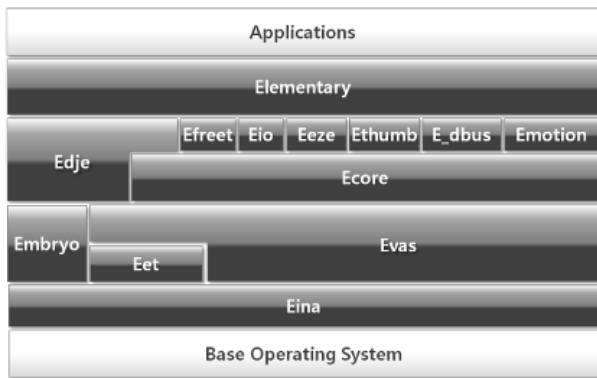 Applications
Elementary
Efreet Eio Eeze Ethumb E_dbus Emotion
Edje
Ecore
Embryo
Evas
Eet
Eina
Base Operating System